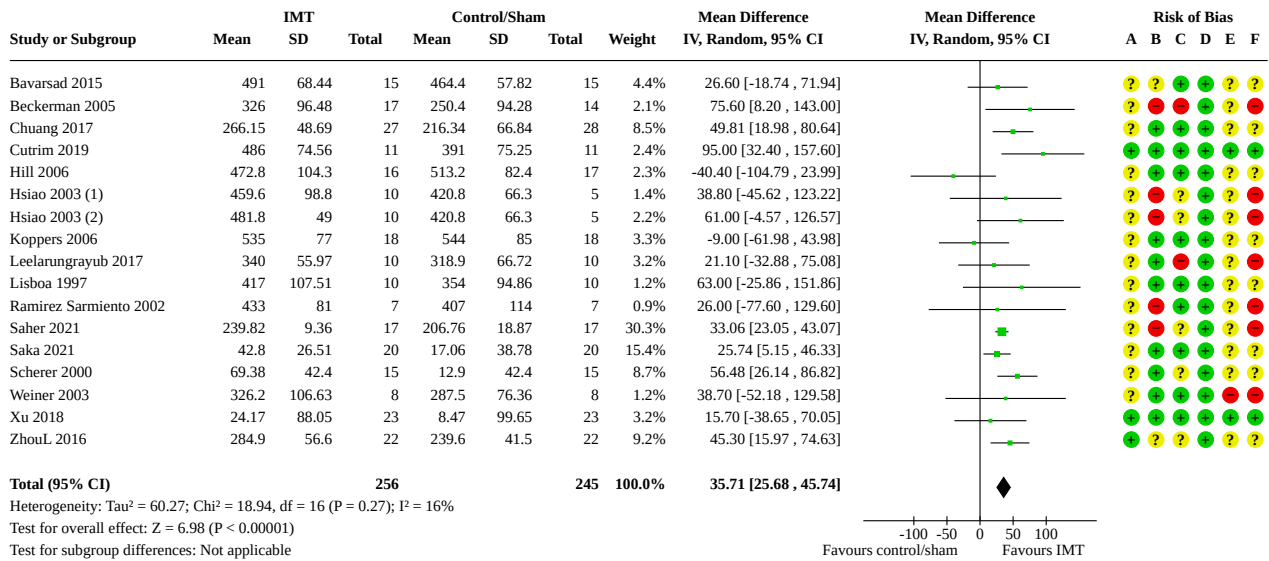 IMT Control/Sham Mean Difference Mean Difference Risk of Bias
Study or Subgroup Mean SD Total Mean SD Total Weight IV, Random, 95% CI IV, Random, 95% CI A B C D E F
Bavarsad 2015 491 68.44 15 464.4 57.82 15 4.4% 26.60 [-18.74 , 71.94] ? ? + + ? ?
Beckerman 2005 326 96.48 17 250.4 94.28 14 2.1% 75.60 [8.20 , 143.00] ? − − + ? −
Chuang 2017 266.15 48.69 27 216.34 66.84 28 8.5% 49.81 [18.98 , 80.64] ? + + + ? ?
Cutrim 2019 486 74.56 11 391 75.25 11 2.4% 95.00 [32.40 , 157.60] + + + + + +
Hill 2006 472.8 104.3 16 513.2 82.4 17 2.3% -40.40 [-104.79 , 23.99] ? + + + ? ?
Hsiao 2003 (1) 459.6 98.8 10 420.8 66.3 5 1.4% 38.80 [-45.62 , 123.22] ? − ? + ? −
Hsiao 2003 (2) 481.8 49 10 420.8 66.3 5 2.2% 61.00 [-4.57 , 126.57] ? − ? + ? −
Koppers 2006 535 77 18 544 85 18 3.3% -9.00 [-61.98 , 43.98] ? + + + ? ?
Leelarungrayub 2017 340 55.97 10 318.9 66.72 10 3.2% 21.10 [-32.88 , 75.08] ? + − + ? −
Lisboa 1997 417 107.51 10 354 94.86 10 1.2% 63.00 [-25.86 , 151.86] ? + + + ? ?
Ramirez Sarmiento 2002 433 81 7 407 114 7 0.9% 26.00 [-77.60 , 129.60] ? − + + ? −
Saher 2021 239.82 9.36 17 206.76 18.87 17 30.3% 33.06 [23.05 , 43.07] ? − ? + ? −
Saka 2021 42.8 26.51 20 17.06 38.78 20 15.4% 25.74 [5.15 , 46.33] ? + + + ? ?
Scherer 2000 69.38 42.4 15 12.9 42.4 15 8.7% 56.48 [26.14 , 86.82] ? + ? + ? ?
Weiner 2003 326.2 106.63 8 287.5 76.36 8 1.2% 38.70 [-52.18 , 129.58] ? + + + − −
Xu 2018 24.17 88.05 23 8.47 99.65 23 3.2% 15.70 [-38.65 , 70.05] + + + + + +
ZhouL 2016 284.9 56.6 22 239.6 41.5 22 9.2% 45.30 [15.97 , 74.63] + ? ? + ? ?
Total (95% CI) 256 245 100.0% 35.71 [25.68 , 45.74]
Heterogeneity: Tau² = 60.27; Chi² = 18.94, df = 16 (P = 0.27); I² = 16%
Test for overall effect: Z = 6.98 (P < 0.00001)
Test for subgroup differences: Not applicable
-100 -50 0 50 100
Favours control/sham Favours IMT